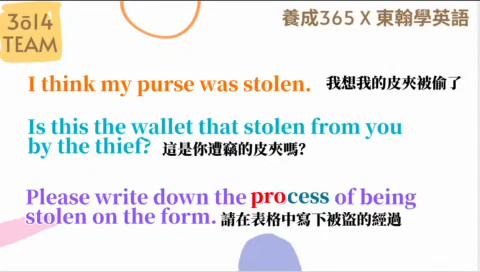 3ō14
TEAM
養成365 X 東翰學英語
I think my purse was stolen. 我想我的皮夾被偷了
Is this the wallet that stolen from you
by the thief? 這是你遭竊的皮夾嗎?
Please write down the process of being
stolen on the form. 請在表格中寫下被盜的經過